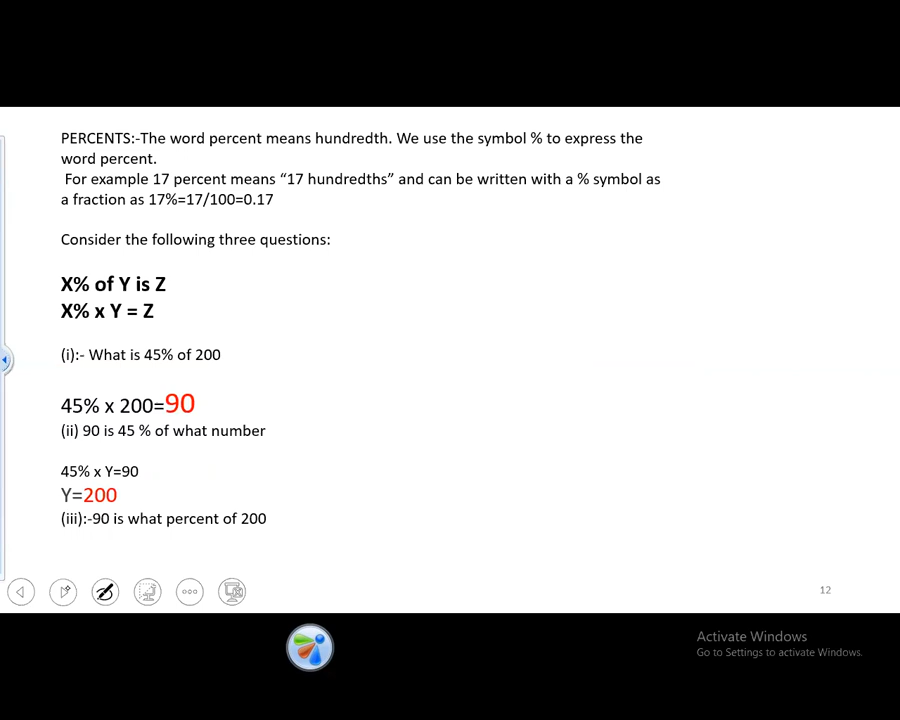 PERCENTS:-The word percent means hundredth. We use the symbol % to express the
word percent.
For example 17 percent means “17 hundredths” and can be written with a % symbol as
a fraction as 17%=17/100=0.17
Consider the following three questions:
X% of Y is Z
X% x Y = Z
(i):- What is 45% of 200
45% x 200=90
(ii) 90 is 45 % of what number
45% x Y=90
Y=200
(iii):-90 is what percent of 200
12
Activate Windows
Go to Settings to activate Windows.